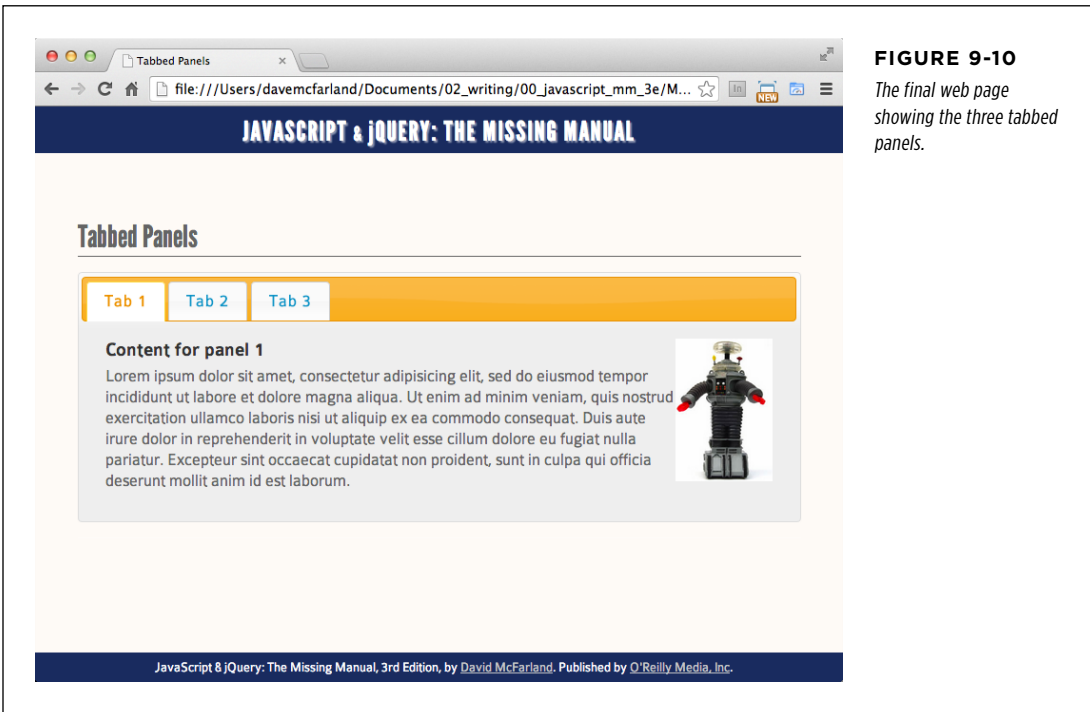 Tabbed Panels
file:///Users/davemcfarland/Documents/02_writing/00_javascript_mm_3e/M...
NEW
JAVASCRIPT & jQUERY: THE MISSING MANUAL
Tabbed Panels
Tab 1 Tab 2 Tab 3
Content for panel 1
Lorem ipsum dolor sit amet, consectetur adipisicing elit, sed do eiusmod tempor
incididunt ut labore et dolore magna aliqua. Ut enim ad minim veniam, quis nostrud
exercitation ullamco laboris nisi ut aliquip ex ea commodo consequat. Duis aute
irure dolor in reprehenderit in voluptate velit esse cillum dolore eu fugiat nulla
pariatur. Excepteur sint occaecat cupidatat non proident, sunt in culpa qui officia
deserunt mollit anim id est laborum.
JavaScript & jQuery: The Missing Manual, 3rd Edition, by David McFarland. Published by O'Reilly Media, Inc.
FIGURE 9-10
The final web page
showing the three tabbed
panels.